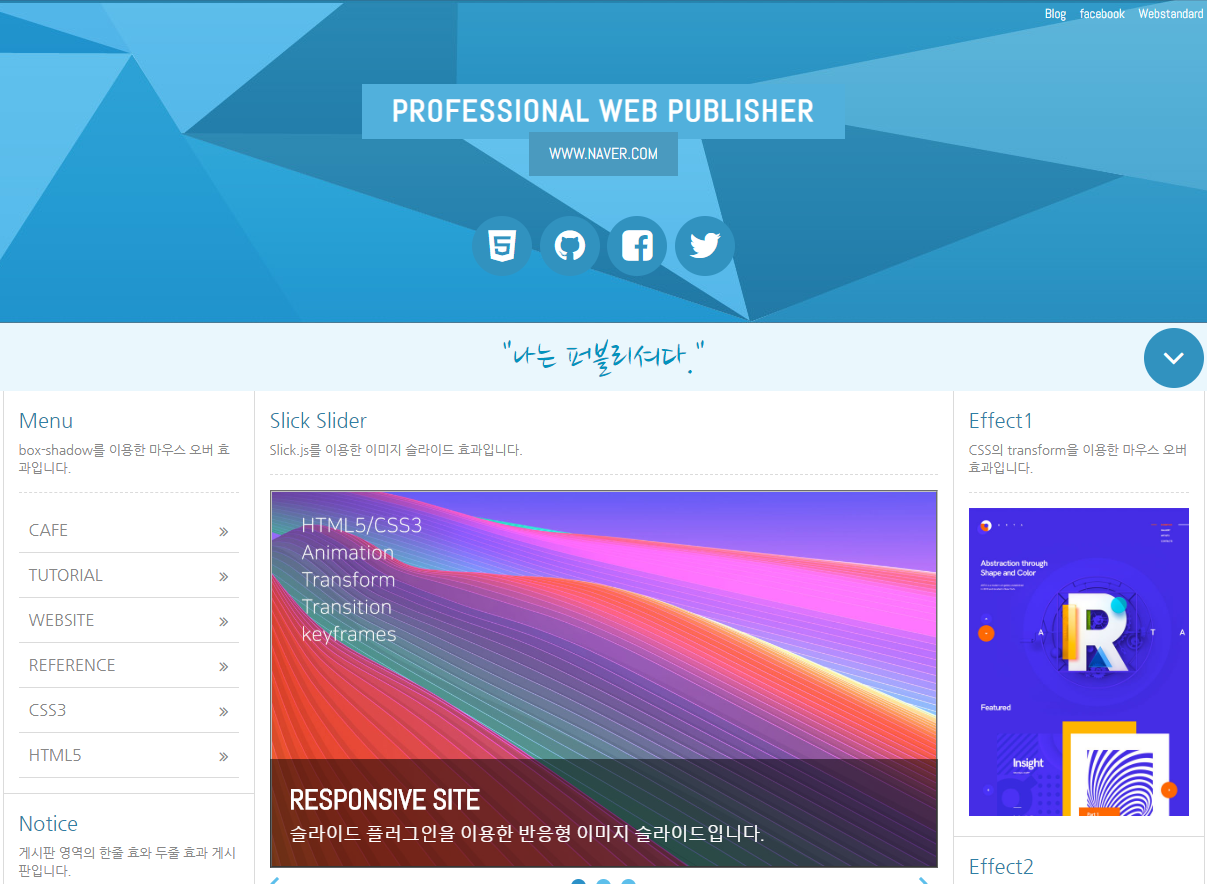 Blog facebook Webstandard
PROFESSIONAL WEB PUBLISHER
WWW.NAVER.COM
"나는 퍼블리셔다."
Menu
box-shadow를 이용한 마우스 오버 효
과입니다.
CAFE
TUTORIAL
WEBSITE
REFERENCE
CSS3
HTML5
Notice
게시판 영역의 한줄 효과와 두줄 효과 게시
판입니다.
Slick Slider
Slick.js를 이용한 이미지 슬라이드 효과입니다.
HTML5/CSS3
Animation
Transform
Transition
keyframes
RESPONSIVE SITE
슬라이드 플러그인을 이용한 반응형 이미지 슬라이드입니다.
Effect1
CSS의 transform을 이용한 마우스 오버
효과입니다.
Abstraction through
Shape and Color
A R T A
Featured
Insight
Effect2